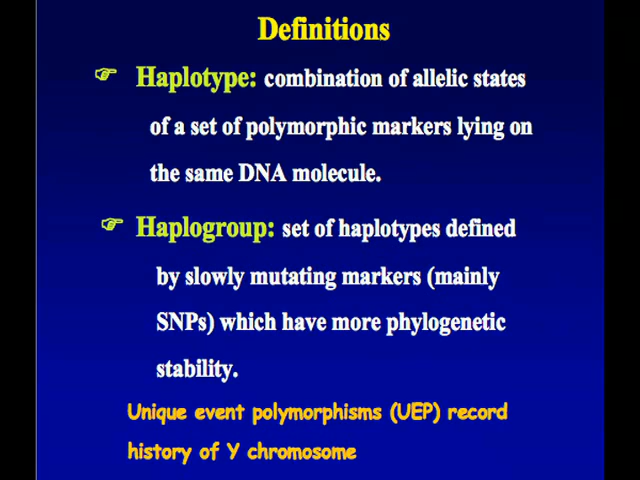 Definitions
Haplotype: combination of allelic states
of a set of polymorphic markers lying on
the same DNA molecule.
Haplogroup: set of haplotypes defined
by slowly mutating markers (mainly
SNPs) which have more phylogenetic
stability.
Unique event polymorphisms (UEP) record
history of Y chromosome